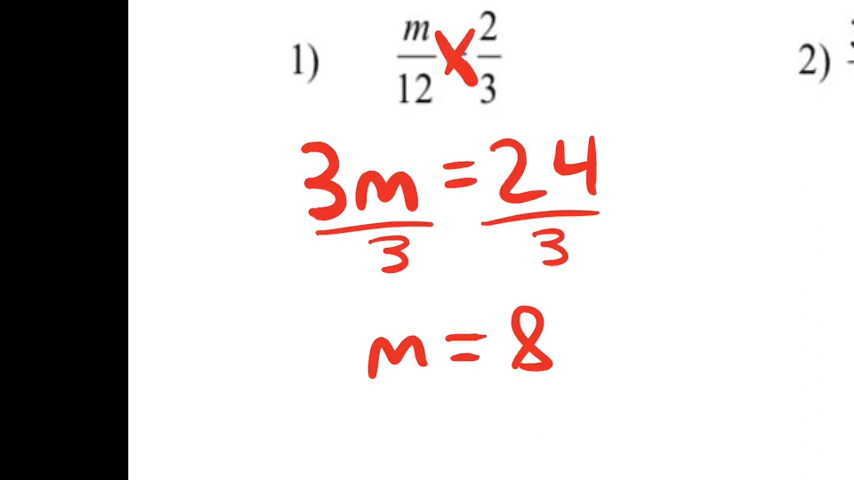 1) m/12 = 2/3 2)
3m = 24
3 3
m = 8